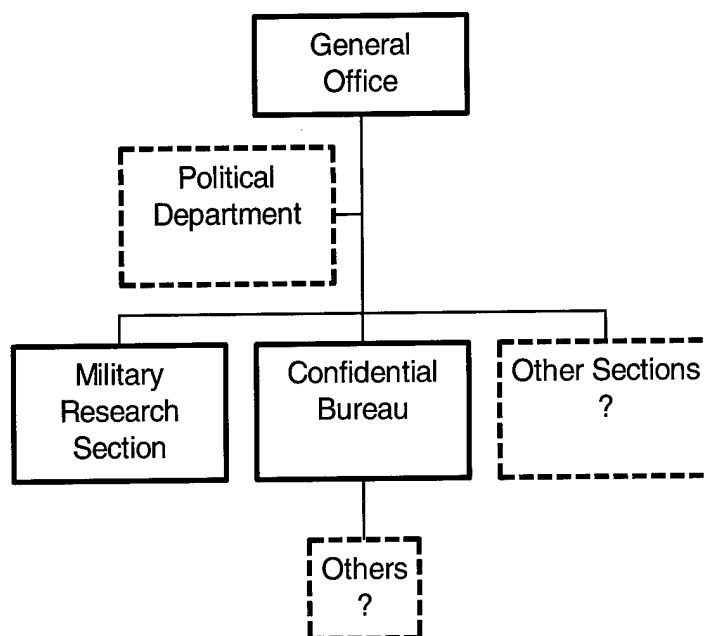 General
Office
Political
Department
Military
Research
Section
Confidential
Bureau
Other Sections
?
Others
?